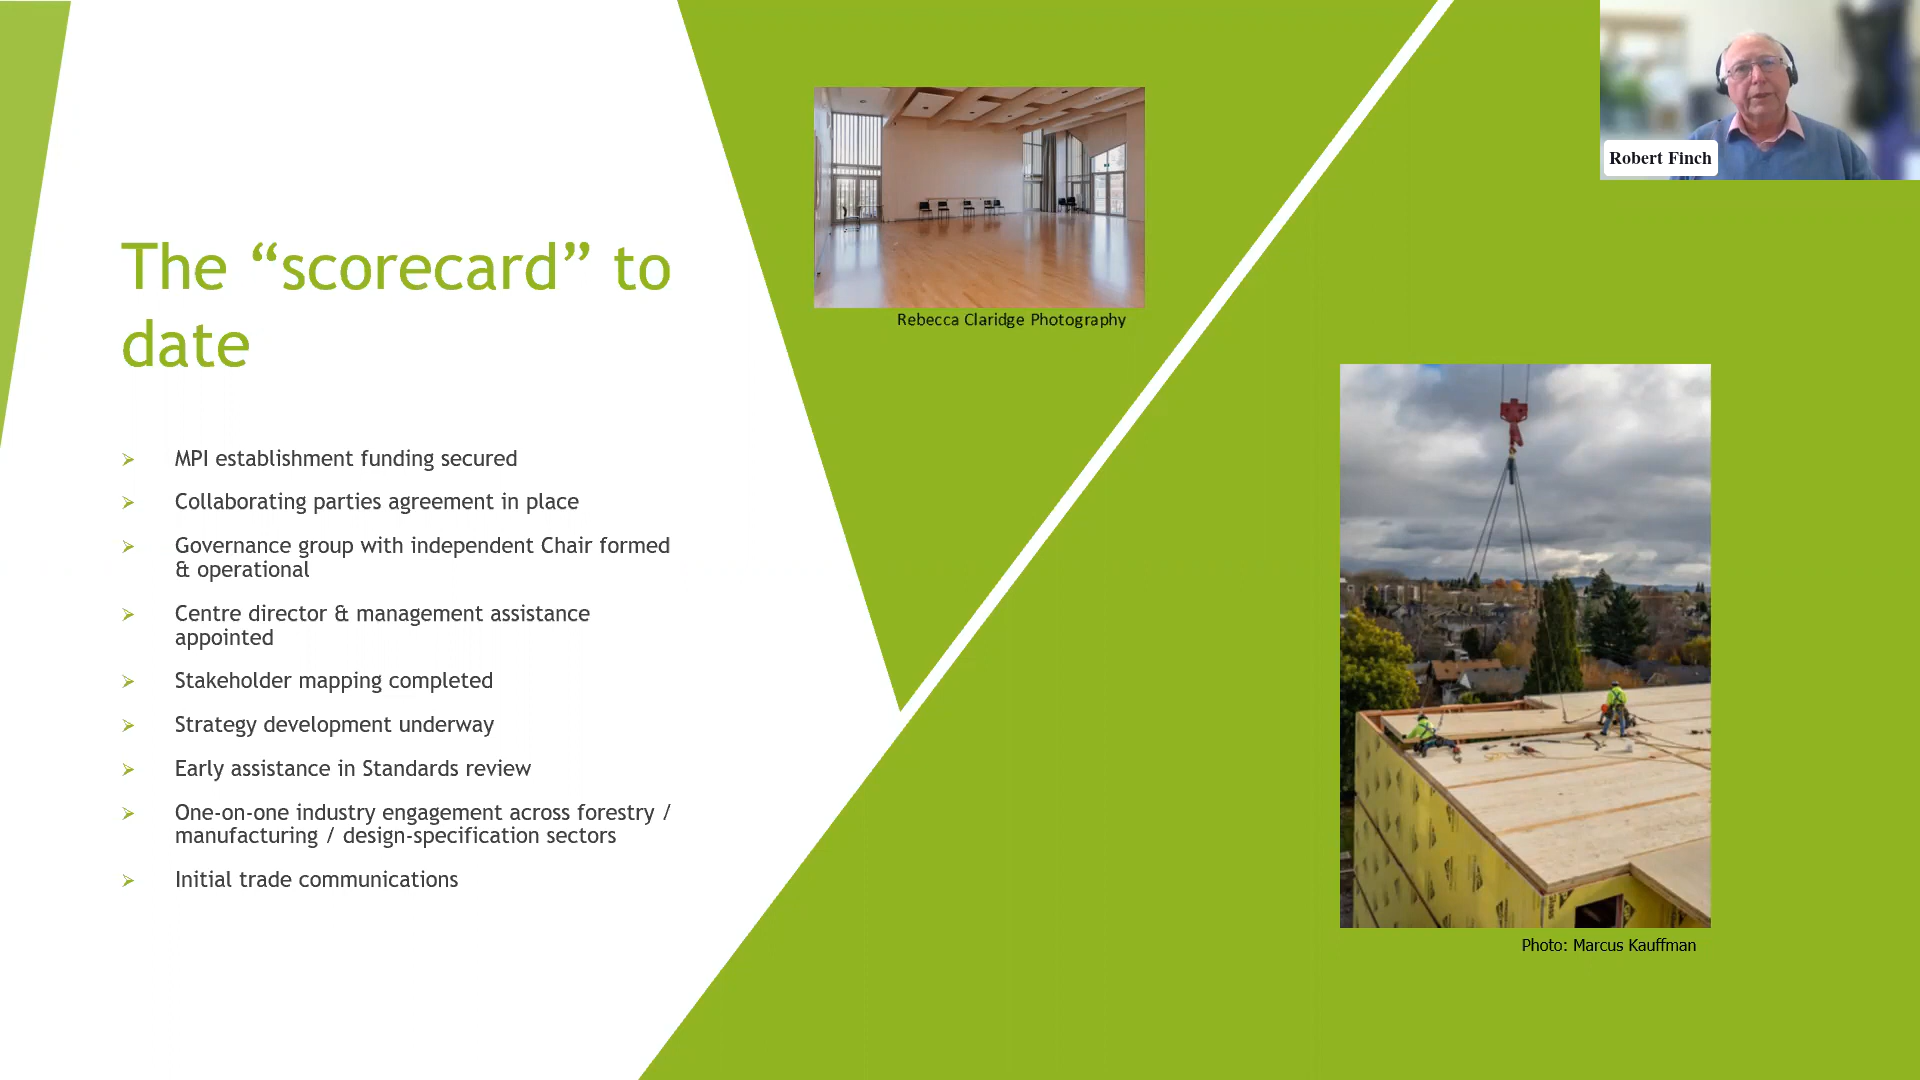 The “scorecard” to
date
MPI establishment funding secured
Collaborating parties agreement in place
Governance group with independent Chair formed
& operational
Centre director & management assistance
appointed
Stakeholder mapping completed
Strategy development underway
Early assistance in Standards review
One-on-one industry engagement across forestry /
manufacturing / design-specification sectors
Initial trade communications
Rebecca Claridge Photography
Robert Finch
Photo: Marcus Kauffman